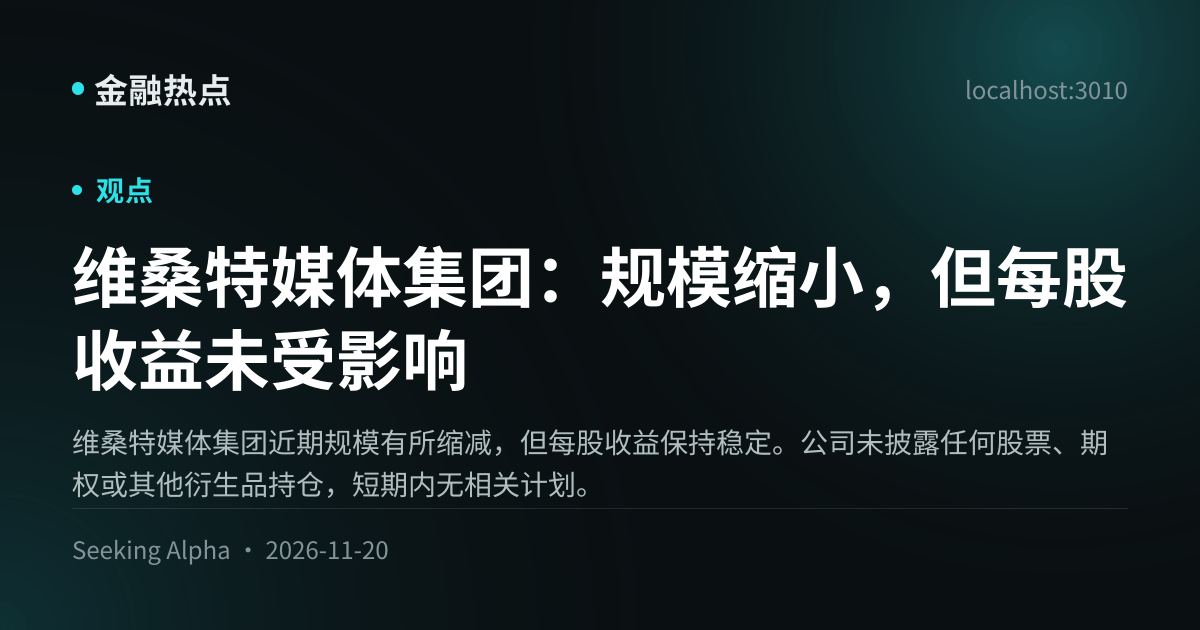 金融热点
localhost:3010
观点
维桑特媒体集团：规模缩小，但每股
收益未受影响
维桑特媒体集团近期规模有所缩减，但每股收益保持稳定。公司未披露任何股票、期
权或其他衍生品持仓，短期内无相关计划。
Seeking Alpha · 2026-11-20